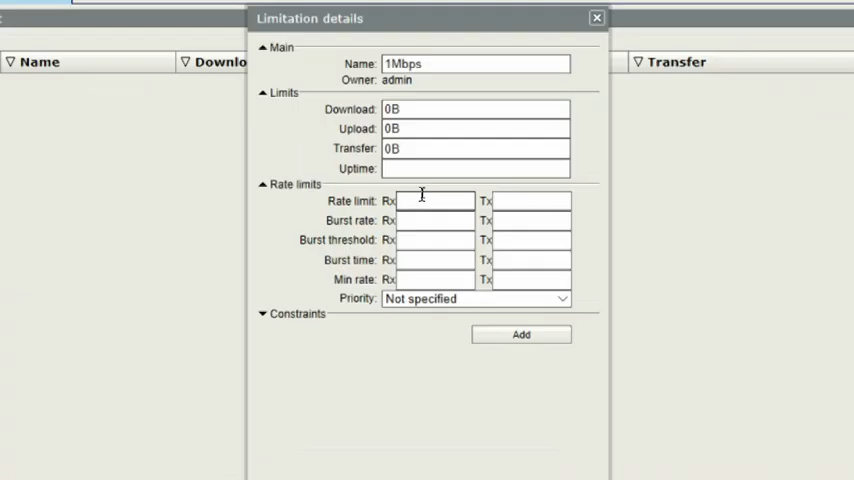 Limitation details
Name
Downlo
Transfer
Main
Name: 1Mbps
Owner: admin
Limits
Download: 0B
Upload: 0B
Transfer: 0B
Uptime:
Rate limits
Rate limit: Rx Tx
Burst rate: Rx Tx
Burst threshold: Rx Tx
Burst time: Rx Tx
Min rate: Rx Tx
Priority: Not specified
Constraints
Add